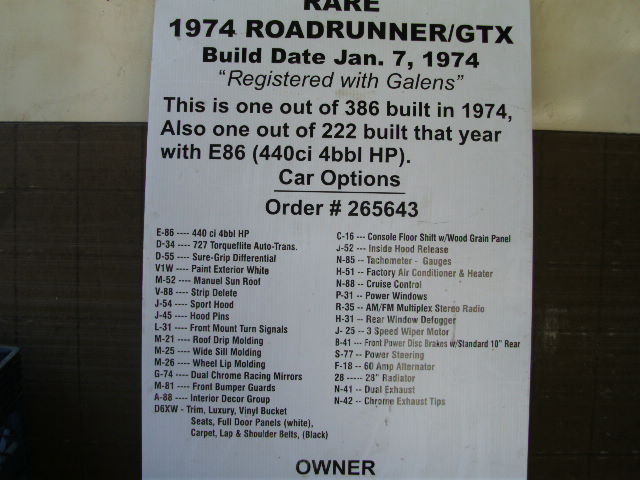 RARE
1974 ROADRUNNER/GTX
Build Date Jan. 7, 1974
"Registered with Galens"
This is one out of 386 built in 1974,
Also one out of 222 built that year
with E86 (440ci 4bbl HP).
Car Options
Order # 265643
E-86 ---- 440 ci 4bbl HP
D-34 ---- 727 Torqueflite Auto-Trans.
D-55 ---- Sure-Grip Differential
V1W ---- Paint Exterior White
M-52 ---- Manuel Sun Roof
V-88 ---- Strip Delete
J-54 ---- Sport Hood
J-45 ---- Hood Pins
L-31 ---- Front Mount Turn Signals
M-21 ---- Roof Drip Molding
M-25 ---- Wide Sill Molding
M-26 ---- Wheel Lip Molding
G-74 ---- Dual Chrome Racing Mirrors
M-81 ---- Front Bumper Guards
A-88 ---- Interior Decor Group
D6XW - Trim, Luxury, Vinyl Bucket
Seats, Full Door Panels (white),
Carpet, Lap & Shoulder Belts, (Black)
C-16 --- Console Floor Shift w/Wood Grain Panel
J-52 --- Inside Hood Release
N-85 -- Tachometer - Gauges
H-51 -- Factory Air Conditioner & Heater
N-88 -- Cruise Control
P-31 -- Power Windows
R-35 -- AM/FM Multiplex Stereo Radio
H-31 -- Rear Window Defogger
J- 25 -- 3 Speed Wiper Motor
B-41 -- Front Power Disc Brakes w/Standard 10" Rear
S-77 -- Power Steering
F-18 -- 60 Amp Alternator
28 ----- 28" Radiator
N-41 -- Dual Exhaust
N-42 -- Chrome Exhaust Tips
OWNER